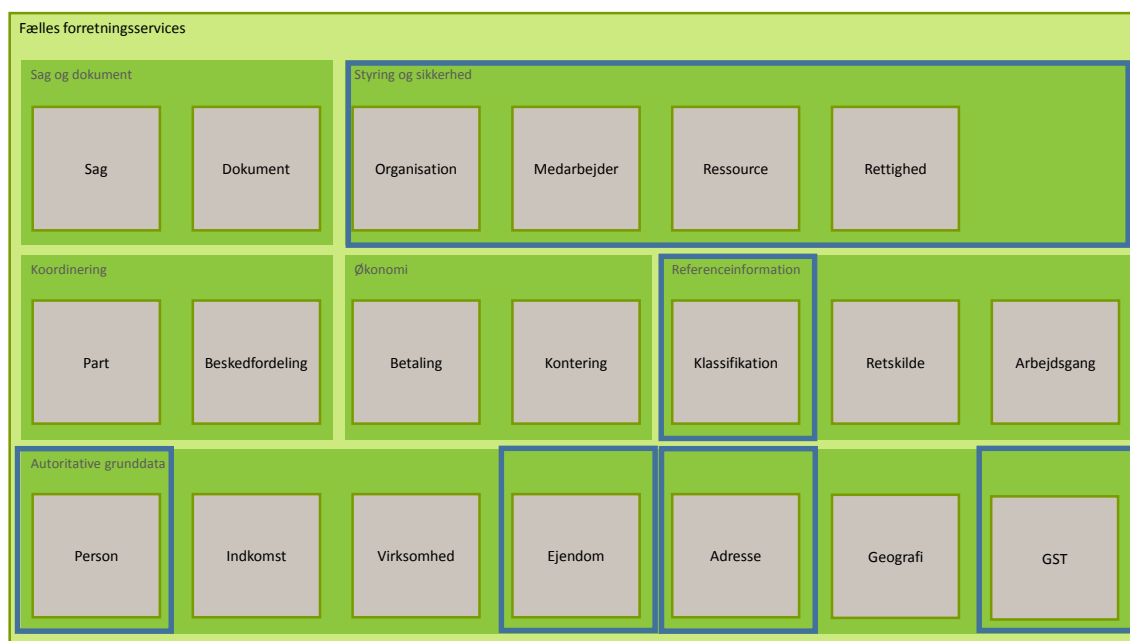 Fælles forretningsservices
Sag og dokument
Styring og sikkerhed
Sag
Dokument
Organisation
Medarbejder
Ressource
Rettighed
Koordinering
Økonomi
Referenceinformation
Part
Beskedfordeling
Betaling
Kontering
Klassifikation
Retskilde
Arbejdsgang
Autoritative grunddata
Person
Indkomst
Virksomhed
Ejendom
Adresse
Geografi
GST